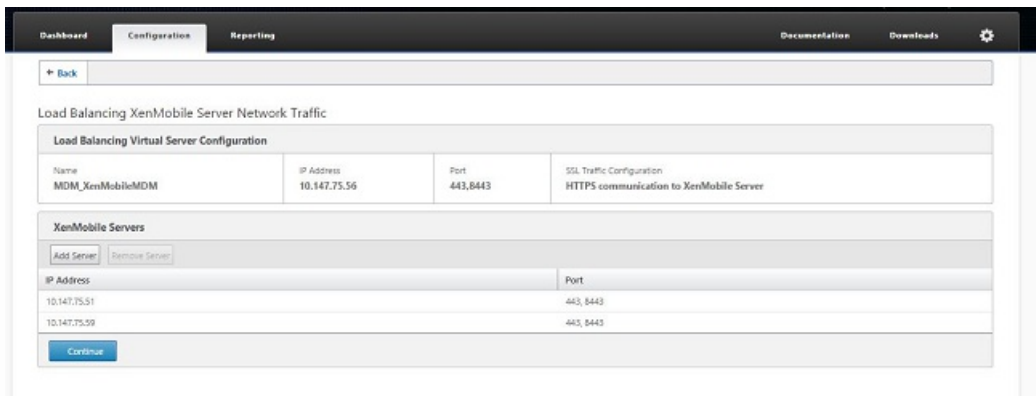 Dashboard Configuration Reporting Documentation Downloads
← Back
Load Balancing XenMobile Server Network Traffic
Load Balancing Virtual Server Configuration
Name IP Address Port SSL Traffic Configuration
MDM_XenMobileMDM 10.147.75.56 443,8443 HTTPS communication to XenMobile Server
XenMobile Servers
Add Server Remove Server
IP Address Port
10.147.75.51 443, 8443
10.147.75.59 443, 8443
Continue